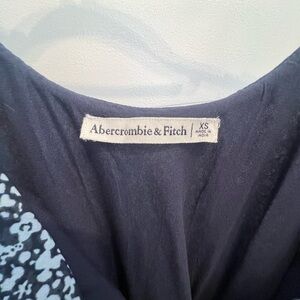 Abercrombie & Fitch
XS
MADE IN
INDIA